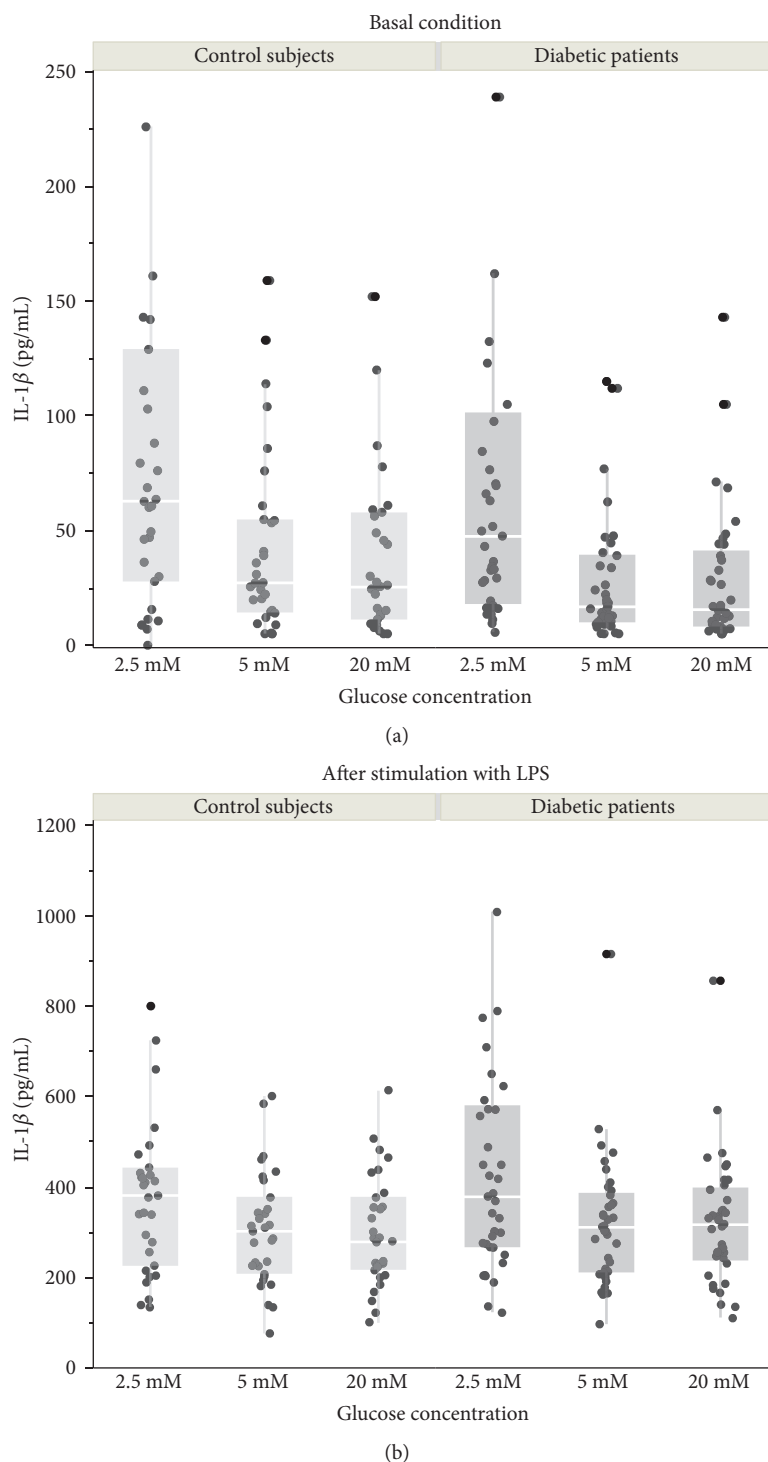 Basal condition
Control subjects Diabetic patients
250
200
150
100
50
0
IL-1β (pg/mL)
2.5 mM 5 mM 20 mM 2.5 mM 5 mM 20 mM
Glucose concentration
(a)
After stimulation with LPS
Control subjects Diabetic patients
1200
1000
800
600
400
200
0
IL-1β (pg/mL)
2.5 mM 5 mM 20 mM 2.5 mM 5 mM 20 mM
Glucose concentration
(b)